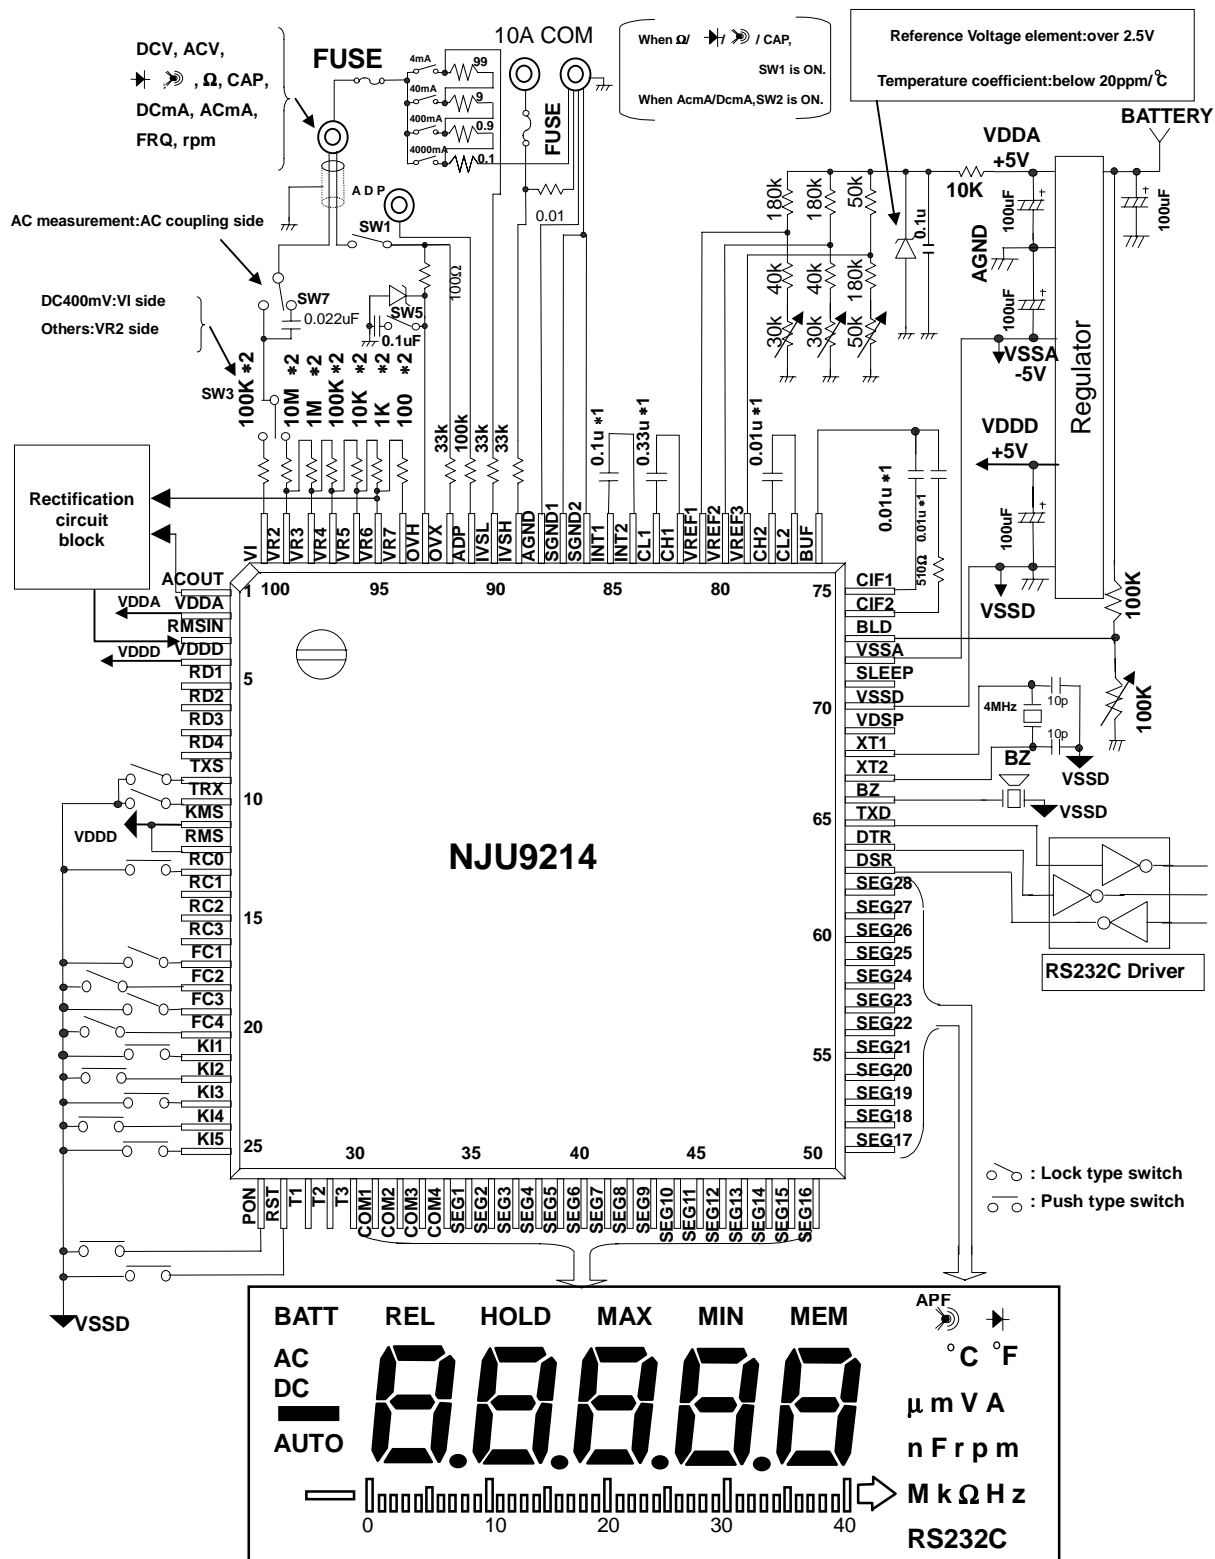 DCV, ACV,
, Ω, CAP,
DCmA, ACmA,
FRQ, rpm
FUSE
4mA
99
40mA
9
400mA
0.9
4000mA
0.1
10A COM
FUSE
0.01
When Ω/ / / CAP,
SW1 is ON.
When AcmA/DcmA,SW2 is ON.
Reference Voltage element:over 2.5V
Temperature coefficient:below 20ppm/°C
BATTERY
VDDA
+5V
10K
100uF
+
100uF
+
AGND
100uF
+
VSSA
-5V
VDDD
+5V
100uF
+
VSSD
Regulator
180k
180k
50k
40k
40k
180k
30k
30k
50k
0.1u
ADP
SW1
AC measurement:AC coupling side
DC400mV:VI side
Others:VR2 side
SW7
0.022uF
SW5
0.1uF
100Ω
SW3
100K *2
10M *2
1M *2
100K *2
10K *2
1K *2
100 *2
33k
100k
33k
33k
0.1u *1
0.33u *1
0.01u *1
0.01u *1
0.01u *1
510Ω
100K
100K
Rectification
circuit
block
VI
VR2
VR3
VR4
VR5
VR6
VR7
OVH
OVX
ADP
IVSL
IVSH
AGND
SGND1
SGND2
INT1
INT2
CL1
CH1
VREF1
VREF2
VREF3
CH2
CL2
BUF
100
95
90
85
80
ACOUT
1
VDDA
VDDA
RMSIN
VDDD
VDDD
RD1
5
RD2
RD3
RD4
TXS
TRX
10
KMS
VDDD
RMS
RC0
RC1
RC2
15
RC3
FC1
FC2
FC3
FC4
20
KI1
KI2
KI3
KI4
KI5
25
NJU9214
75
CIF1
CIF2
BLD
VSSA
SLEEP
VSSD
70
VDSP
XT1
XT2
BZ
65
TXD
DTR
DSR
SEG28
SEG27
60
SEG26
SEG25
SEG24
SEG23
SEG22
55
SEG21
SEG20
SEG19
SEG18
SEG17
4MHz
10p
10p
VSSD
BZ
VSSD
RS232C Driver
30
35
40
45
50
PON
RST
T1
T2
T3
COM1
COM2
COM3
COM4
SEG1
SEG2
SEG3
SEG4
SEG5
SEG6
SEG7
SEG8
SEG9
SEG10
SEG11
SEG12
SEG13
SEG14
SEG15
SEG16
: Lock type switch
: Push type switch
VSSD
BATT REL HOLD MAX MIN MEM
APF
AC
DC
AUTO
8.8.8.8.8
°C °F
μ m V A
n F r p m
M k Ω H z
RS232C
0 10 20 30 40